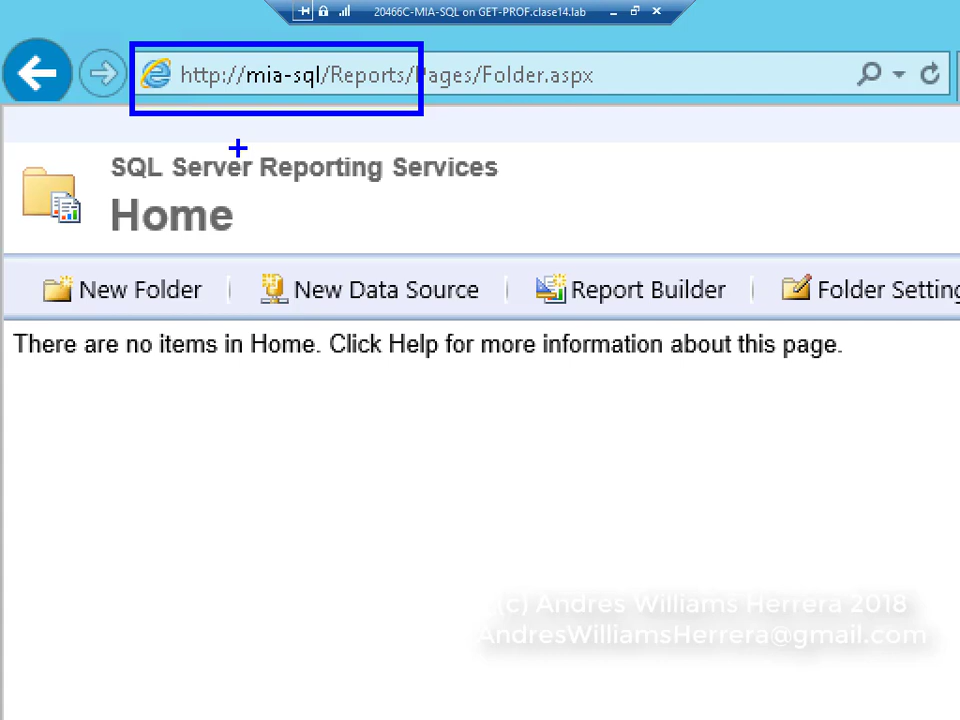 20466C-MIA-SQL on GET-PROF.clase14.lab
http://mia-sql/Reports/Pages/Folder.aspx
SQL Server Reporting Services
Home
New Folder
New Data Source
Report Builder
Folder Setting
There are no items in Home. Click Help for more information about this page.
(c) Andres Williams Herrera 2018
AndresWilliamsHerrera@gmail.com